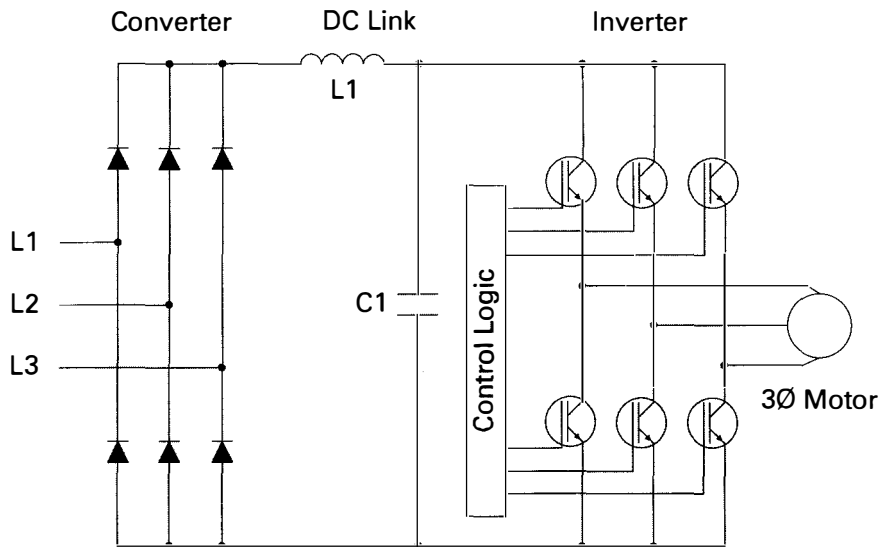 Converter
DC Link
Inverter
L1
L1
L2
C1
L3
Control Logic
3Ø Motor